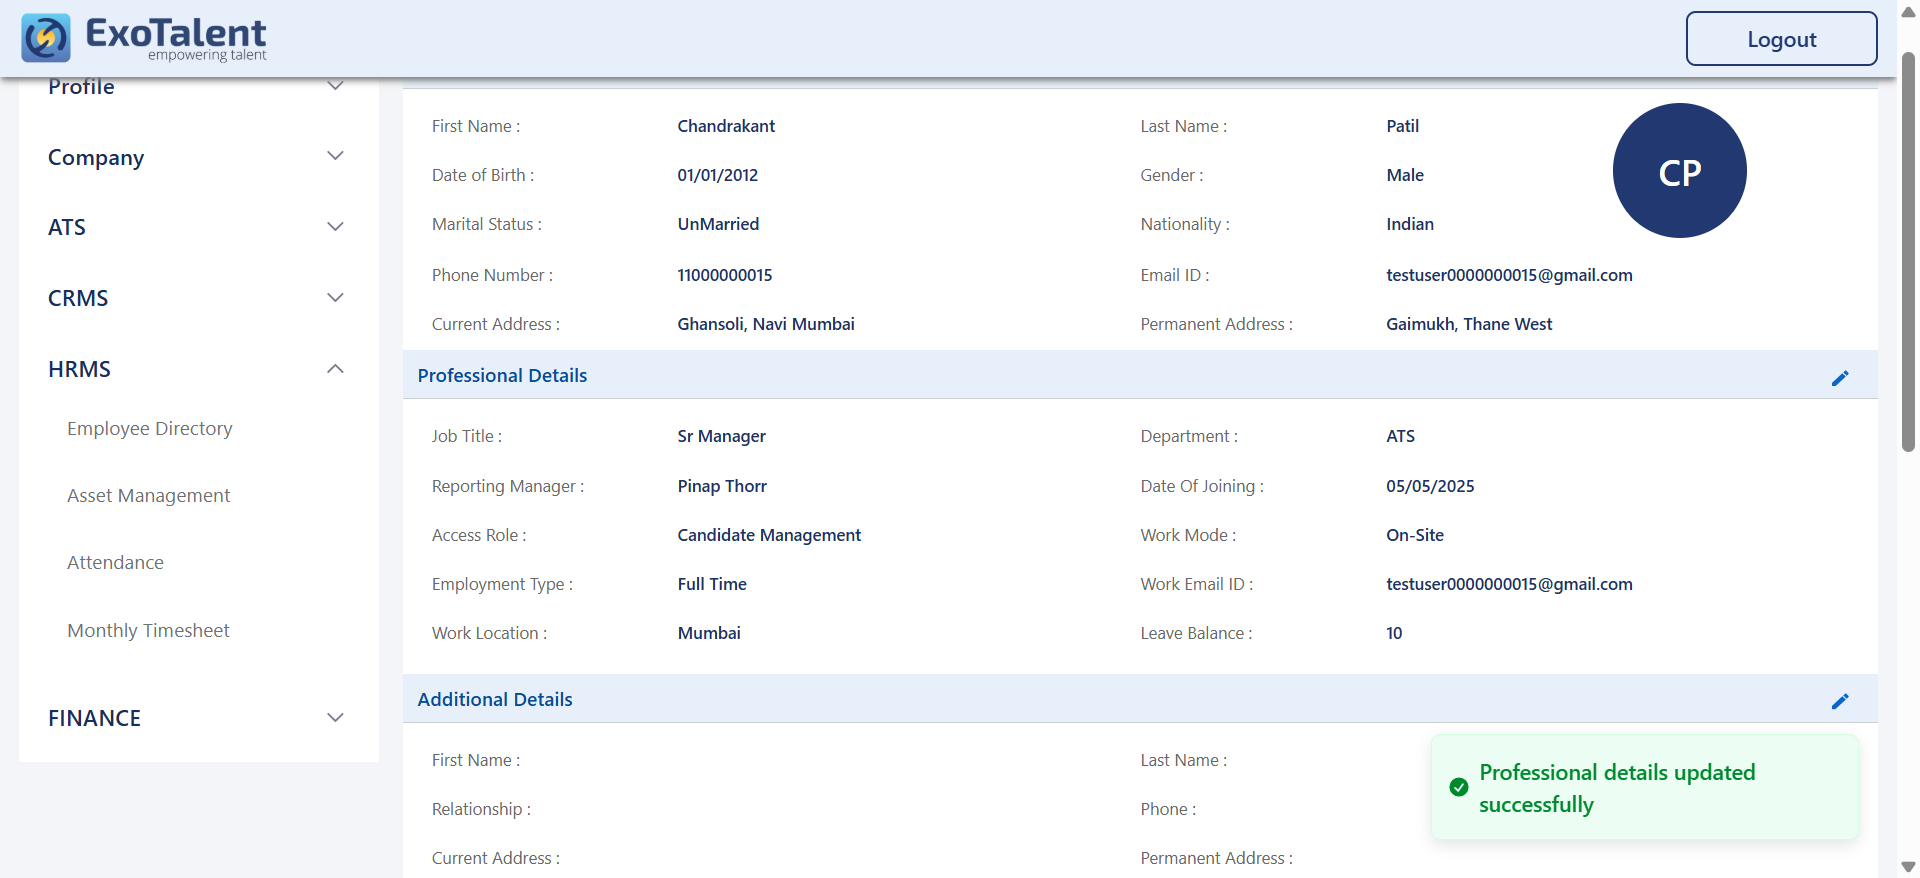 ExoTalent
empowering talent
Logout
Profile
Company
ATS
CRMS
HRMS
Employee Directory
Asset Management
Attendance
Monthly Timesheet
FINANCE
First Name : Chandrakant Last Name : Patil
CP
Date of Birth : 01/01/2012 Gender : Male
Marital Status : UnMarried Nationality : Indian
Phone Number : 11000000015 Email ID : testuser0000000015@gmail.com
Current Address : Ghansoli, Navi Mumbai Permanent Address : Gaimukh, Thane West
Professional Details
Job Title : Sr Manager Department : ATS
Reporting Manager : Pinap Thorr Date Of Joining : 05/05/2025
Access Role : Candidate Management Work Mode : On-Site
Employment Type : Full Time Work Email ID : testuser0000000015@gmail.com
Work Location : Mumbai Leave Balance : 10
Additional Details
First Name : Last Name :
Relationship : Phone :
Current Address : Permanent Address :
Professional details updated
successfully